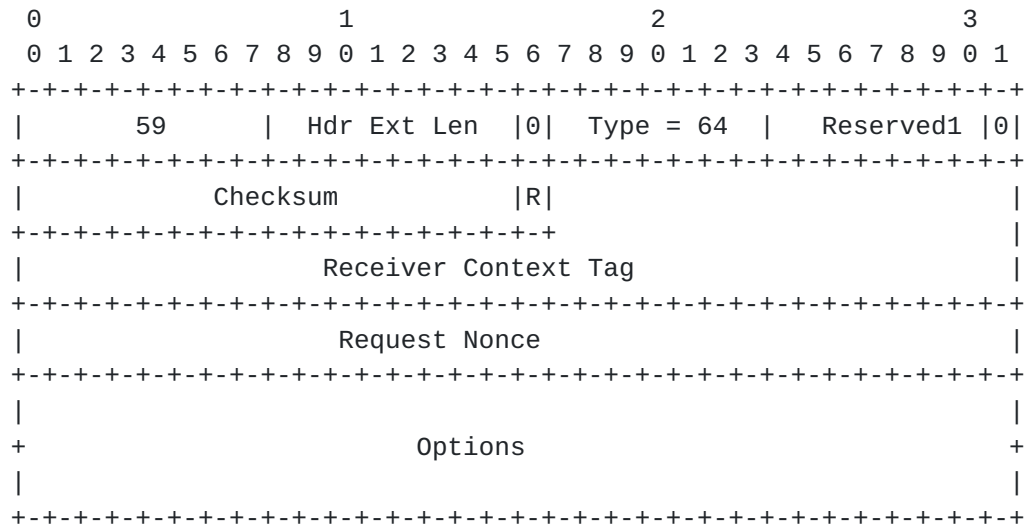 0                   1                   2                   3
 0 1 2 3 4 5 6 7 8 9 0 1 2 3 4 5 6 7 8 9 0 1 2 3 4 5 6 7 8 9 0 1
+-+-+-+-+-+-+-+-+-+-+-+-+-+-+-+-+-+-+-+-+-+-+-+-+-+-+-+-+-+-+-+-+
|       59      |  Hdr Ext Len  |0|  Type = 64  |   Reserved1 |0|
+-+-+-+-+-+-+-+-+-+-+-+-+-+-+-+-+-+-+-+-+-+-+-+-+-+-+-+-+-+-+-+-+
|            Checksum           |R|                             |
+-+-+-+-+-+-+-+-+-+-+-+-+-+-+-+-+-+                             |
|                   Receiver Context Tag                        |
+-+-+-+-+-+-+-+-+-+-+-+-+-+-+-+-+-+-+-+-+-+-+-+-+-+-+-+-+-+-+-+-+
|                    Request Nonce                              |
+-+-+-+-+-+-+-+-+-+-+-+-+-+-+-+-+-+-+-+-+-+-+-+-+-+-+-+-+-+-+-+-+
|                                                               |
+                         Options                               +
|                                                               |
+-+-+-+-+-+-+-+-+-+-+-+-+-+-+-+-+-+-+-+-+-+-+-+-+-+-+-+-+-+-+-+-+